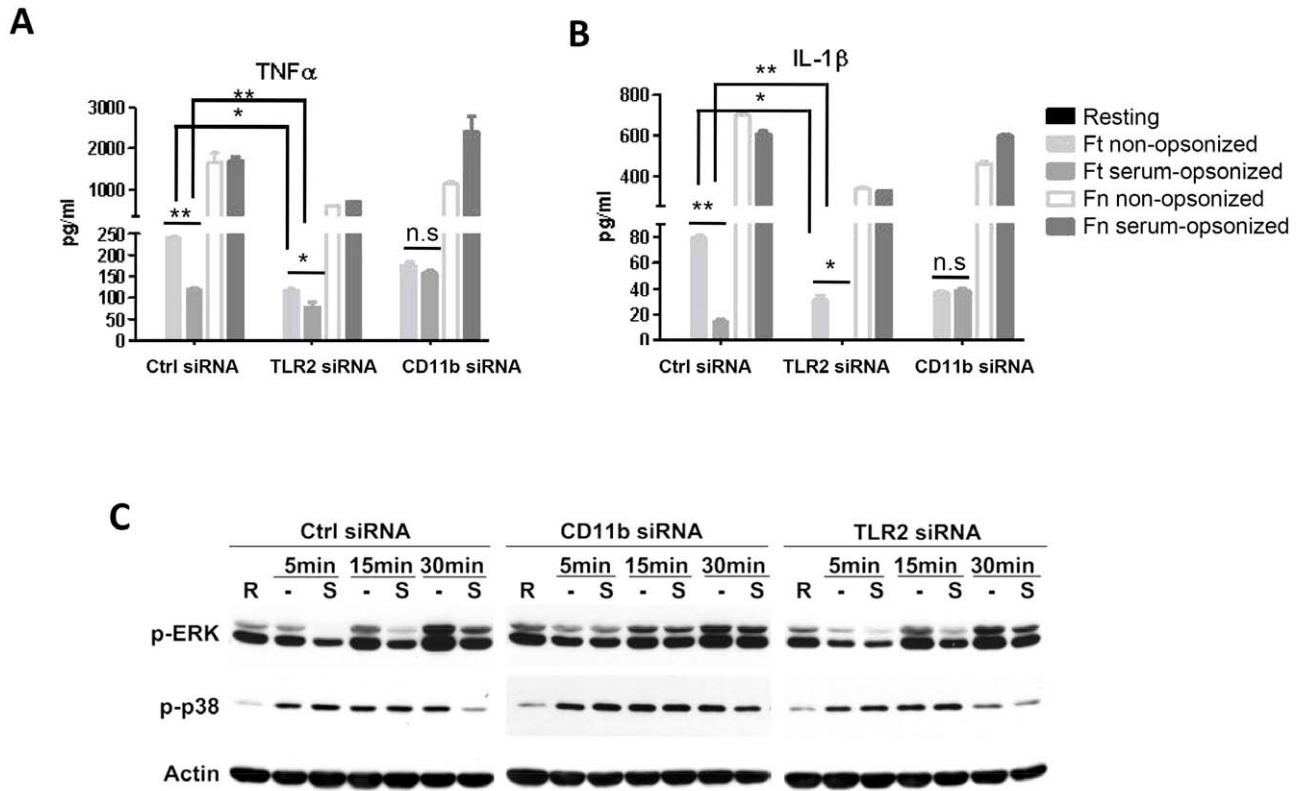 A
TNFα
**
*
**
*
n.s
3000
2000
1000
250
200
150
100
50
0
pg/ml
Ctrl siRNA TLR2 siRNA CD11b siRNA
B
IL-1β
**
*
**
*
n.s
800
600
400
80
60
40
20
0
pg/ml
Ctrl siRNA TLR2 siRNA CD11b siRNA
Resting
Ft non-opsonized
Ft serum-opsonized
Fn non-opsonized
Fn serum-opsonized
C
Ctrl siRNA CD11b siRNA TLR2 siRNA
5min 15min 30min 5min 15min 30min 5min 15min 30min
R - S - S - S R - S - S - S R - S - S - S
p-ERK
p-p38
Actin